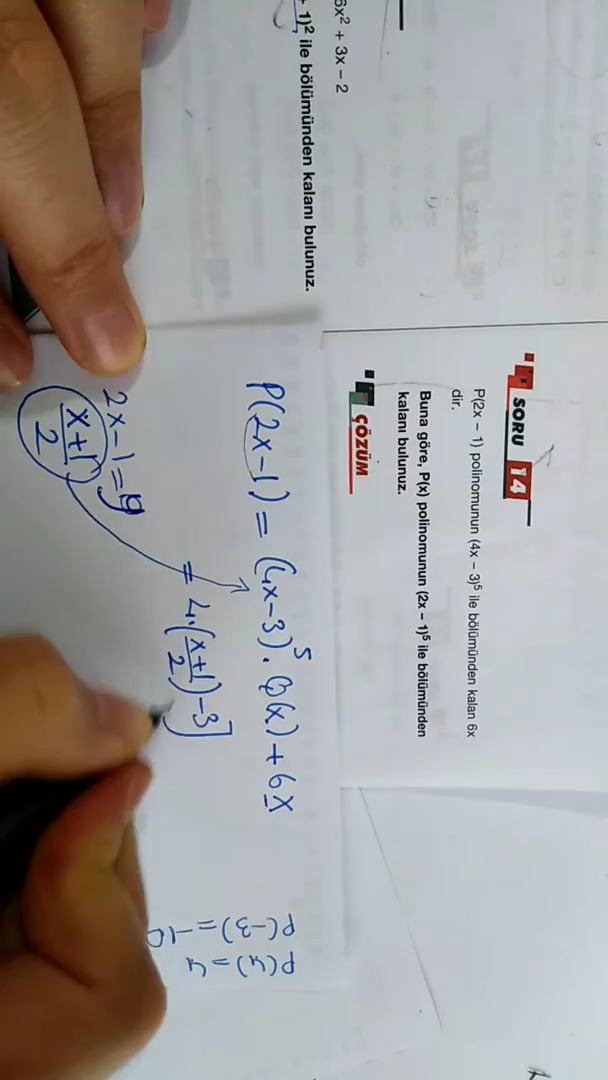 6x² + 3x – 2
1)² ile bölümünden kalanı bulunuz.
SORU 14
P(2x – 1) polinomunun (4x – 3)⁵ ile bölümünden kalan 6x
dir.
Buna göre, P(x) polinomunun (2x – 1)⁵ ile bölümünden
kalanı bulunuz.
ÇÖZÜM
P(2x-1) = (4x-3)⁵ . Q(x) + 6x
= 4.(x+1/2)-3]
2x-1=y
x+1/2
P(4)=4
P(-3)=-10